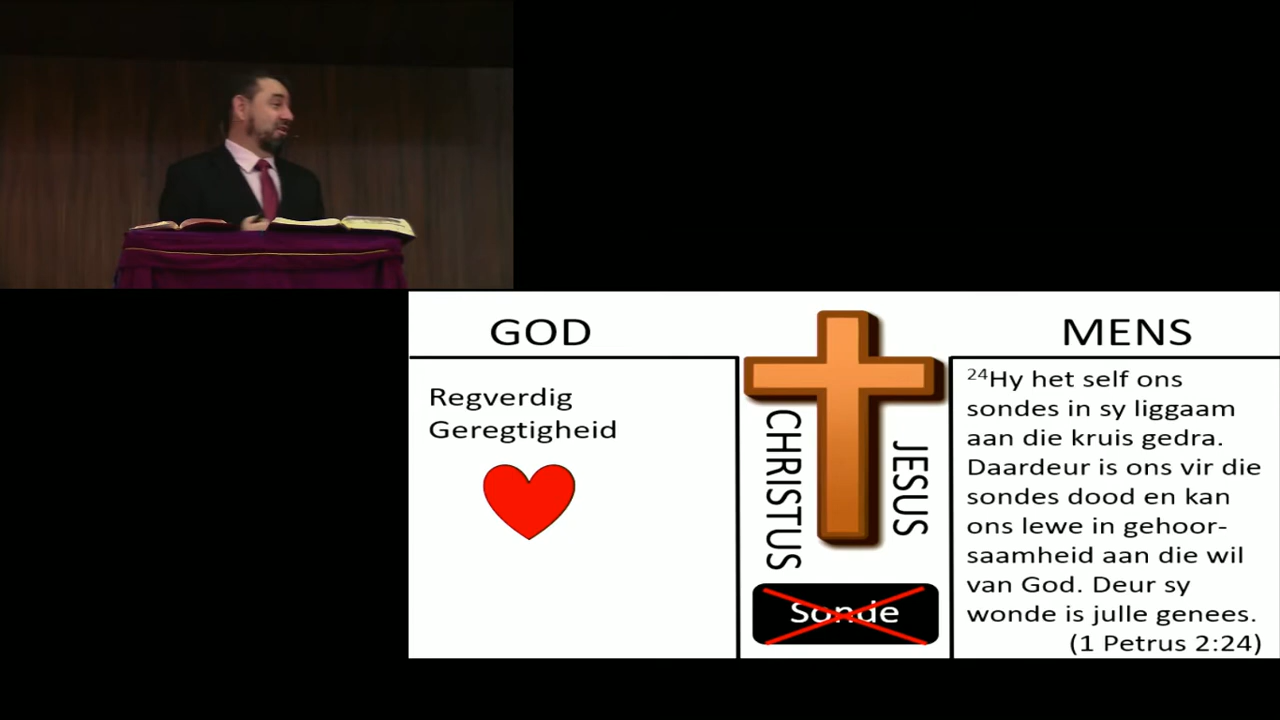 GOD
Regverdig
Geregtigheid
CHRISTUS
JESUS
Sonde
MENS
24Hy het self ons
sondes in sy liggaam
aan die kruis gedra.
Daardeur is ons vir die
sondes dood en kan
ons lewe in gehoor-
saamheid aan die wil
van God. Deur sy
wonde is julle genees.
(1 Petrus 2:24)